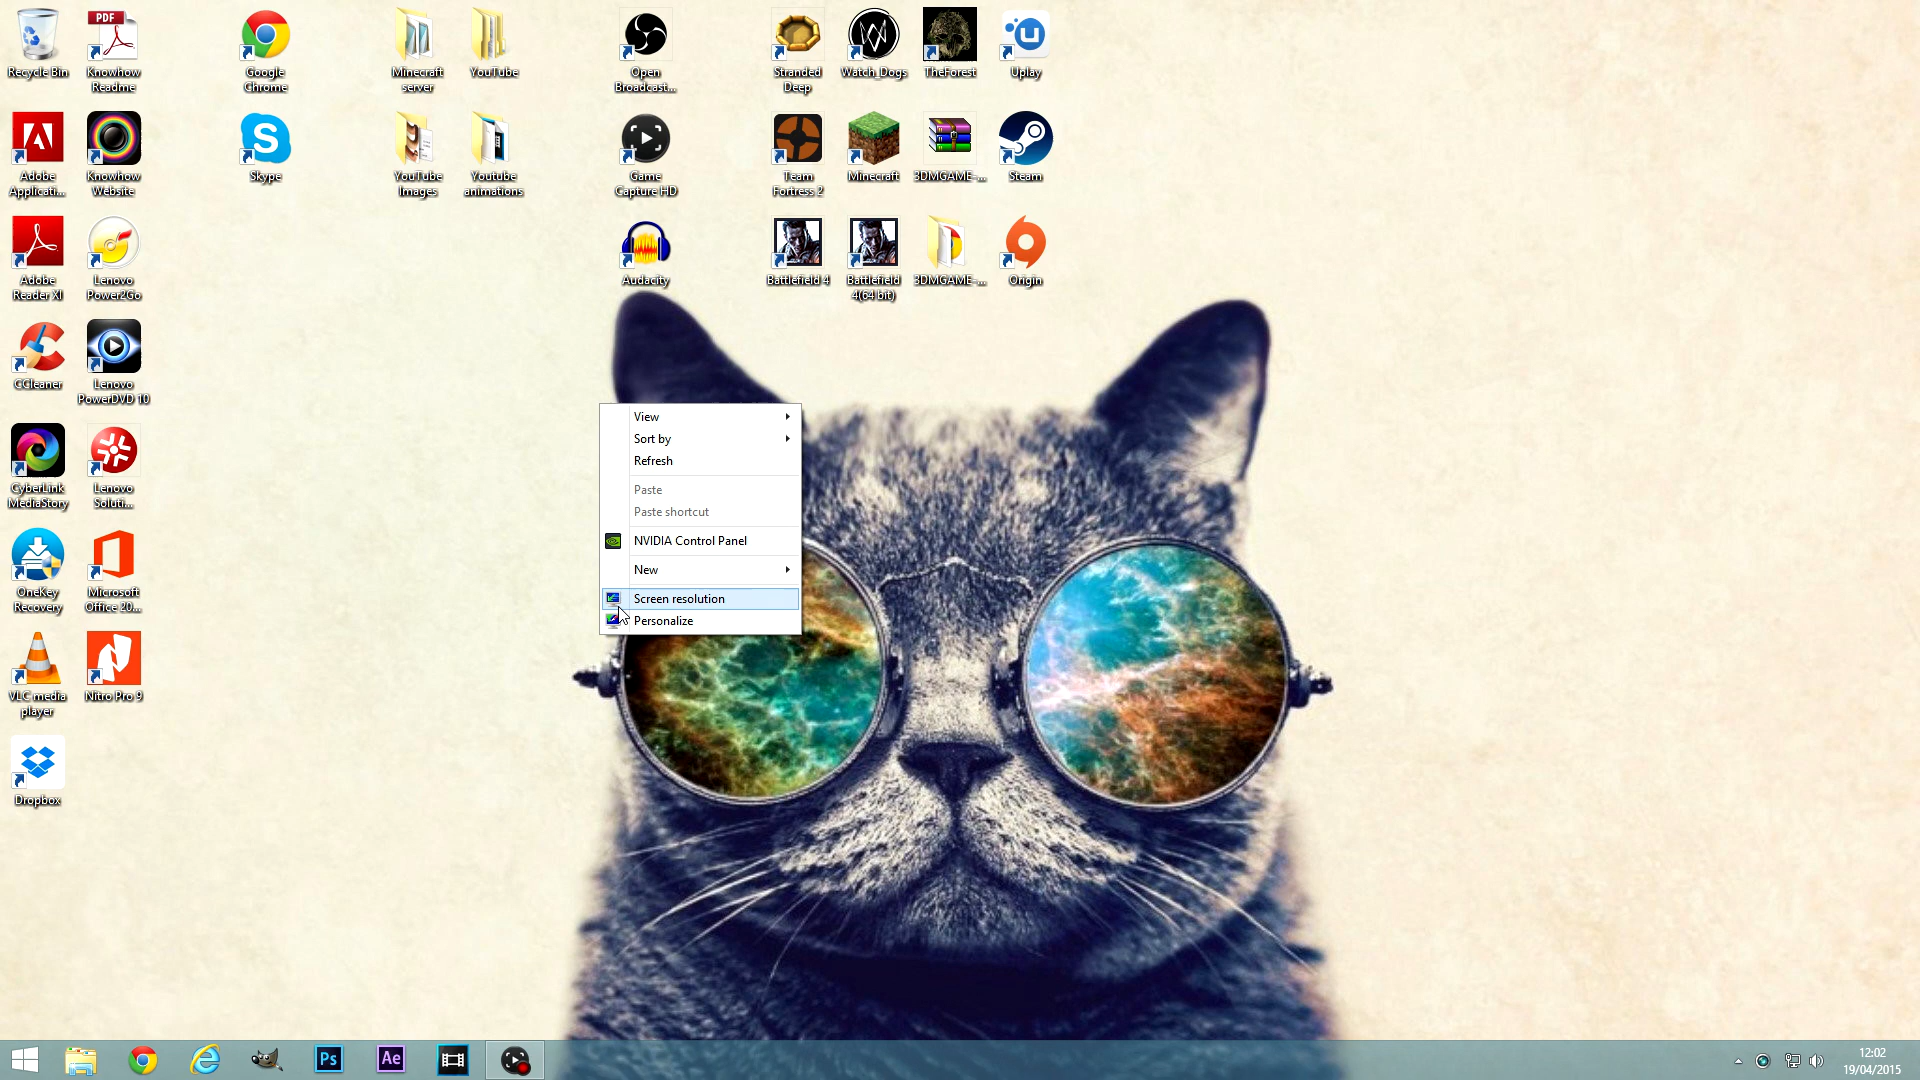 Recycle Bin
Knowhow
Readme
Google
Chrome
Minecraft
server
YouTube
Open
Broadcast...
Stranded
Deep
Watch_Dogs
TheForest
Uplay
Adobe
Applicati...
Knowhow
Website
Skype
YouTube
Images
Youtube
animations
Game
Capture HD
Team
Fortress 2
Minecraft
3DMGAME-...
Steam
Adobe
Reader XI
Lenovo
Power2Go
Audacity
Battlefield 4
Battlefield
4(64 bit)
3DMGAME-...
Origin
CCleaner
Lenovo
PowerDVD 10
CyberLink
MediaStory
Lenovo
Soluti...
OneKey
Recovery
Microsoft
Office 20...
VLC media
player
Nitro Pro 9
Dropbox
View
Sort by
Refresh
Paste
Paste shortcut
NVIDIA Control Panel
New
Screen resolution
Personalize
PDF
Ps
Ae
12:02
19/04/2015